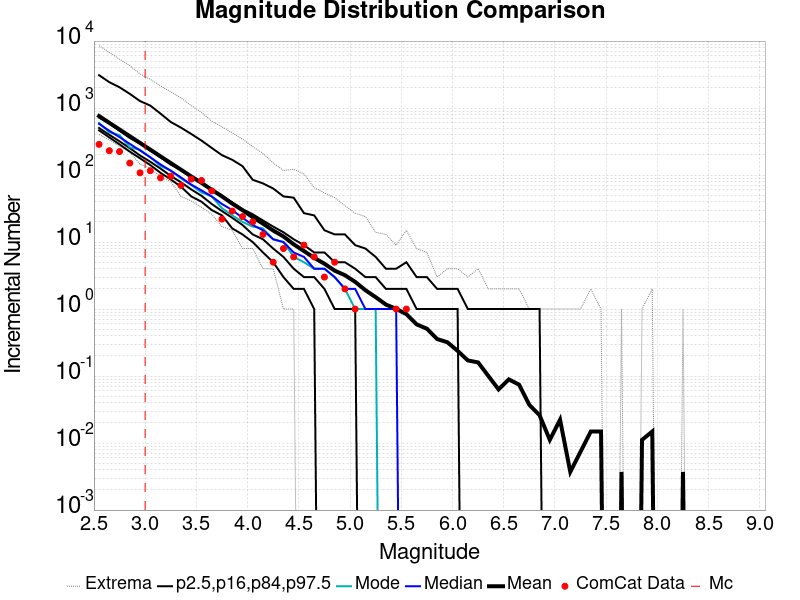 Magnitude Distribution Comparison
10^4
10^3
10^2
10^1
10^0
10^-1
10^-2
10^-3
Incremental Number
2.5 3.0 3.5 4.0 4.5 5.0 5.5 6.0 6.5 7.0 7.5 8.0 8.5 9.0
Magnitude
Extrema p2.5,p16,p84,p97.5 Mode Median Mean ComCat Data Mc